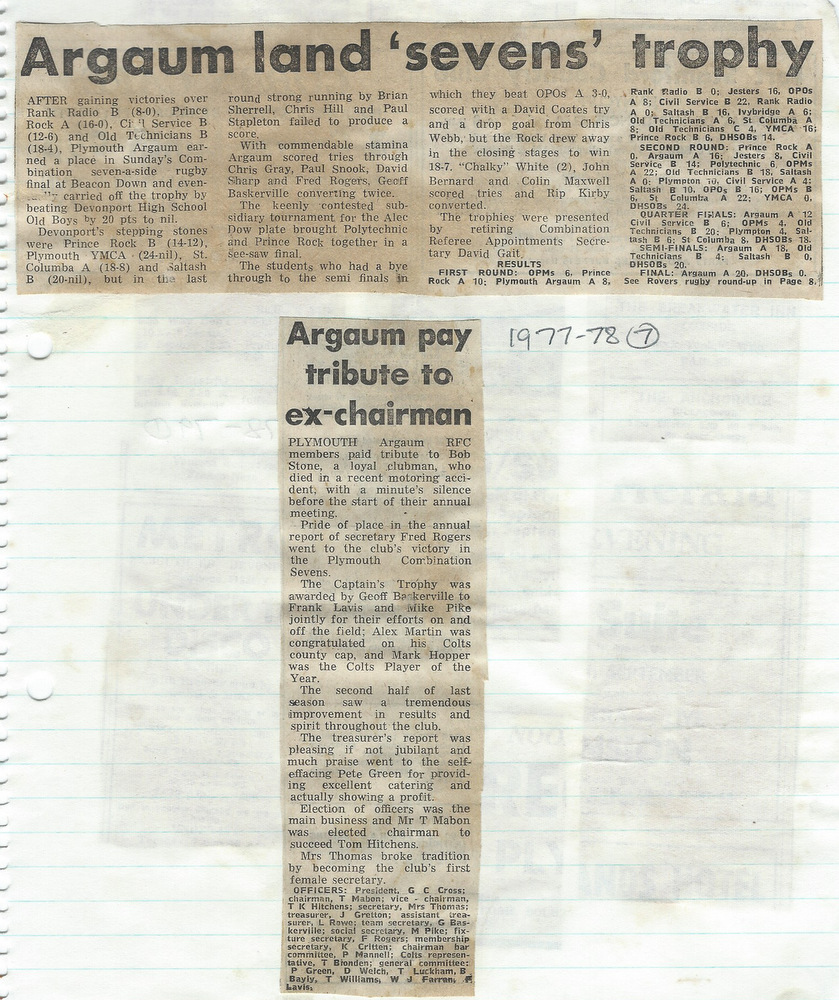 Argaum land ‘sevens’ trophy
AFTER gaining victories over
Rank Radio B (8-0), Prince
Rock A (16-0), Ci il Service B
(12-6) and Old Technicians B
(18-4), Plymouth Argaum ear-
ned a place in Sunday's Com-
bination seven-a-side rugby
final at Beacon Down and even-
carried off the trophy by
beating Devonport High School
Old Boys by 20 pts to nil.
Devonport's stepping stones
were Prince Rock B (14-12),
Plymouth YMCA (24-nil), St.
Columba A (18-8) and Saltash
B (20-nil), but in the last
round strong running by Brian
Sherrell, Chris Hill and Paul
Stapleton failed to produce a
score.
With commendable stamina
Argaum scored tries through
Chris Gray, Paul Snook, David
Sharp and Fred Rogers, Geoff
Baskerville converting twice.
The keenly contested sub-
sidiary tournament for the Alec
Dow plate brought Polytechnic
and Prince Rock together in a
see-saw final.
The students who had a bye
through to the semi finals in
which they beat OPOs A 3-0,
scored with a David Coates try
and a drop goal from Chris
Webb, but the Rock drew away
in the closing stages to win
18-7. "Chalky" White (2), John
Bernard and Colin Maxwell
scored tries and Rip Kirby
converted.
The trophies were presented
by retiring Combination
Referee Appointments Secre-
tary David Gait.
RESULTS
FIRST ROUND: OPMs 6, Prince
Rock A 10; Plymouth Argaum A 8,
Rank Radio B 0; Jesters 16, OPOs
A 8; Civil Service B 22, Rank Radio
A 0; Saltash B 16, Ivybridge A 6;
Old Technicians A 6, St Columba A
8; Old Technicians C 4, YMCA 16;
Prince Rock B 6, DHSOBs 14.
SECOND ROUND: Prince Rock A
0, Argaum A 16; Jesters 8, Civil
Service B 14; Polytechnic 6, OPMs
A 22; Old Technicians B 18, Saltash
A 6; Plympton 10, Civil Service A 4;
Saltash B 10, OPOs B 16; OPMs B
6, St Columba A 22; YMCA 0,
DHSOBs 24.
QUARTER FINALS: Argaum A 12
Civil Service B 6; OPMs 4, Old
Technicians B 20; Plympton 4, Sal-
tash B 6; St Columba 8, DHSOBs 18.
SEMI-FINALS: Argaum A 18, Old
Technicians B 4; Saltash B 0,
DHSOBs 20.
FINAL: Argaum A 20, DHSOBs 0.
See Rovers rugby round-up in Page 8.
1977-78 (7)
Argaum pay
tribute to
ex-chairman
PLYMOUTH Argaum RFC
members paid tribute to Bob
Stone, a loyal clubman, who
died in a recent motoring acci-
dent, with a minute's silence
before the start of their annual
meeting.
Pride of place in the annual
report of secretary Fred Rogers
went to the club's victory in
the Plymouth Combination
Sevens.
The Captain's Trophy was
awarded by Geoff Baskerville to
Frank Lavis and Mike Pike
jointly for their efforts on and
off the field; Alex Martin was
congratulated on his Colts
county cap, and Mark Hopper
was the Colts Player of the
Year.
The second half of last
season saw a tremendous
improvement in results and
spirit throughout the club.
The treasurer's report was
pleasing if not jubilant and
much praise went to the self-
effacing Pete Green for provid-
ing excellent catering and
actually showing a profit.
Election of officers was the
main business and Mr T Mabon
was elected chairman to
succeed Tom Hitchens.
Mrs Thomas broke tradition
by becoming the club's first
female secretary.
OFFICERS: President, G C Cross;
chairman, T Mabon; vice - chairman,
T K Hitchens; secretary, Mrs Thomas;
treasurer, J Gretton; assistant trea-
surer, L Rowe; team secretary, G Bas-
kerville; social secretary, M Pike; fix-
ture secretary, F Rogers; membership
secretary, K Critten; chairman bar
committee, P Mannell; Colts represen-
tative, T Blonden; general committee:
P Green, D Welch, T Luckham, B
Bayly, T Williams, W J Farran, F
Lavis.